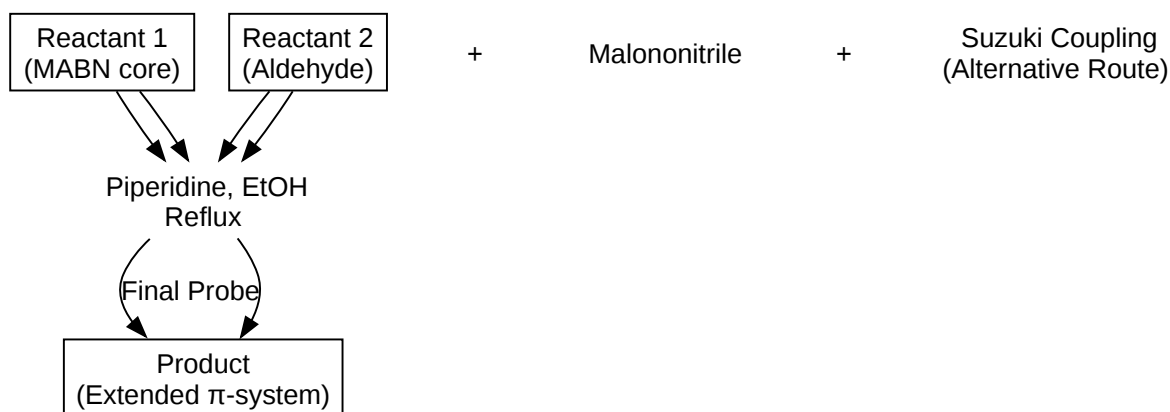 Reactant 1
(MABN core)
Reactant 2
(Aldehyde)
+
Malononitrile
+
Suzuki Coupling
(Alternative Route)
Piperidine, EtOH
Reflux
Final Probe
Product
(Extended π-system)